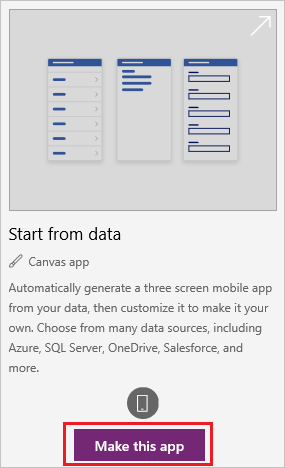 Start from data
Canvas app
Automatically generate a three screen mobile app
from your data, then customize it to make it your
own. Choose from many data sources, including
Azure, SQL Server, OneDrive, Salesforce, and
more.
Make this app